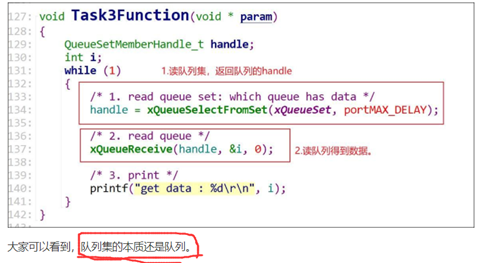 127: void Task3Function(void * param)
128: {
129:     QueueSetMemberHandle_t handle;
130:     int i;
131:     while (1)    1.读队列集，返回队列的handle
132:     {
133:         /* 1. read queue set: which queue has data */
134:         handle = xQueueSelectFromSet(xQueueSet, portMAX_DELAY);
135:
136:         /* 2. read queue */
137:         xQueueReceive(handle, &i, 0);    2.读队列得到数据。
138:
139:         /* 3. print */
140:         printf("get data : %d\r\n", i);
141:     }
142: }
大家可以看到，队列集的本质还是队列。